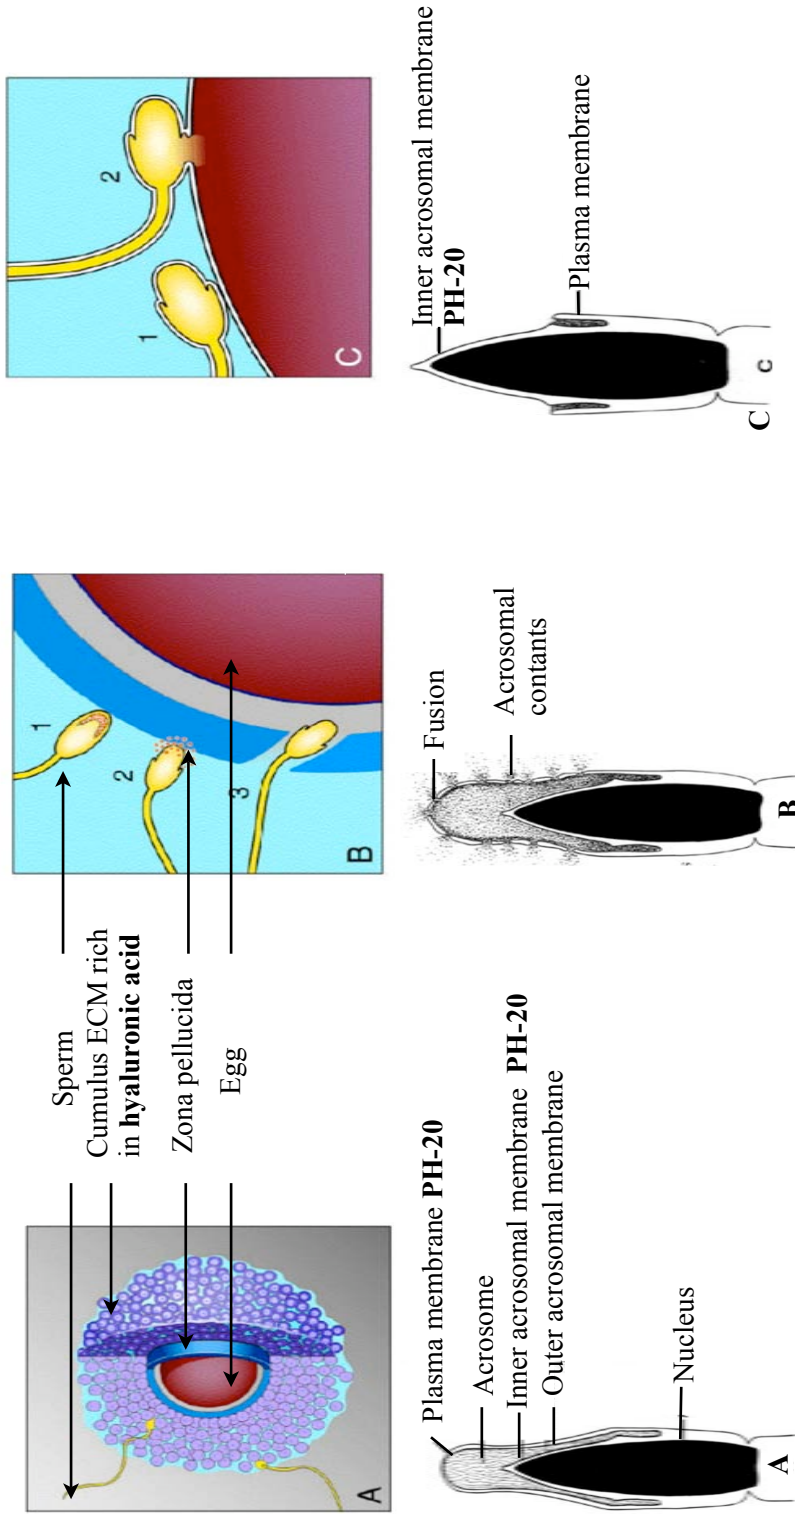 A
Sperm
Cumulus ECM rich
in hyaluronic acid
Zona pellucida
Egg
1
2
3
B
2
1
C
Plasma membrane PH-20
Acrosome
Inner acrosomal membrane PH-20
Outer acrosomal membrane
Nucleus
A
Fusion
Acrosomal
contants
B
Inner acrosomal membrane
PH-20
Plasma membrane
c
C